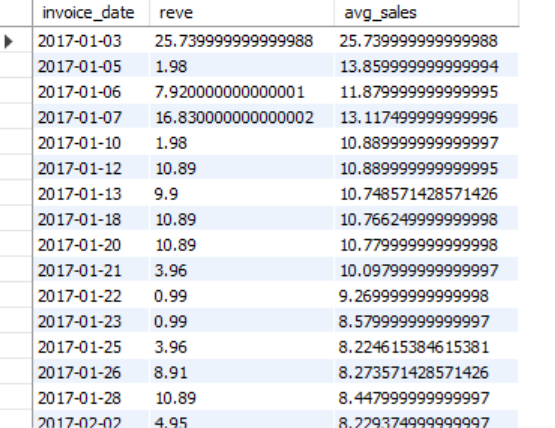 invoice_date reve avg_sales
2017-01-03 25.739999999999988 25.739999999999988
2017-01-05 1.98 13.859999999999994
2017-01-06 7.920000000000001 11.879999999999995
2017-01-07 16.830000000000002 13.117499999999996
2017-01-10 1.98 10.889999999999997
2017-01-12 10.89 10.889999999999995
2017-01-13 9.9 10.748571428571426
2017-01-18 10.89 10.766249999999998
2017-01-20 10.89 10.779999999999998
2017-01-21 3.96 10.097999999999997
2017-01-22 0.99 9.269999999999998
2017-01-23 0.99 8.579999999999997
2017-01-25 3.96 8.224615384615381
2017-01-26 8.91 8.273571428571426
2017-01-28 10.89 8.447999999999997
2017-02-02 4.95 8.229374999999997